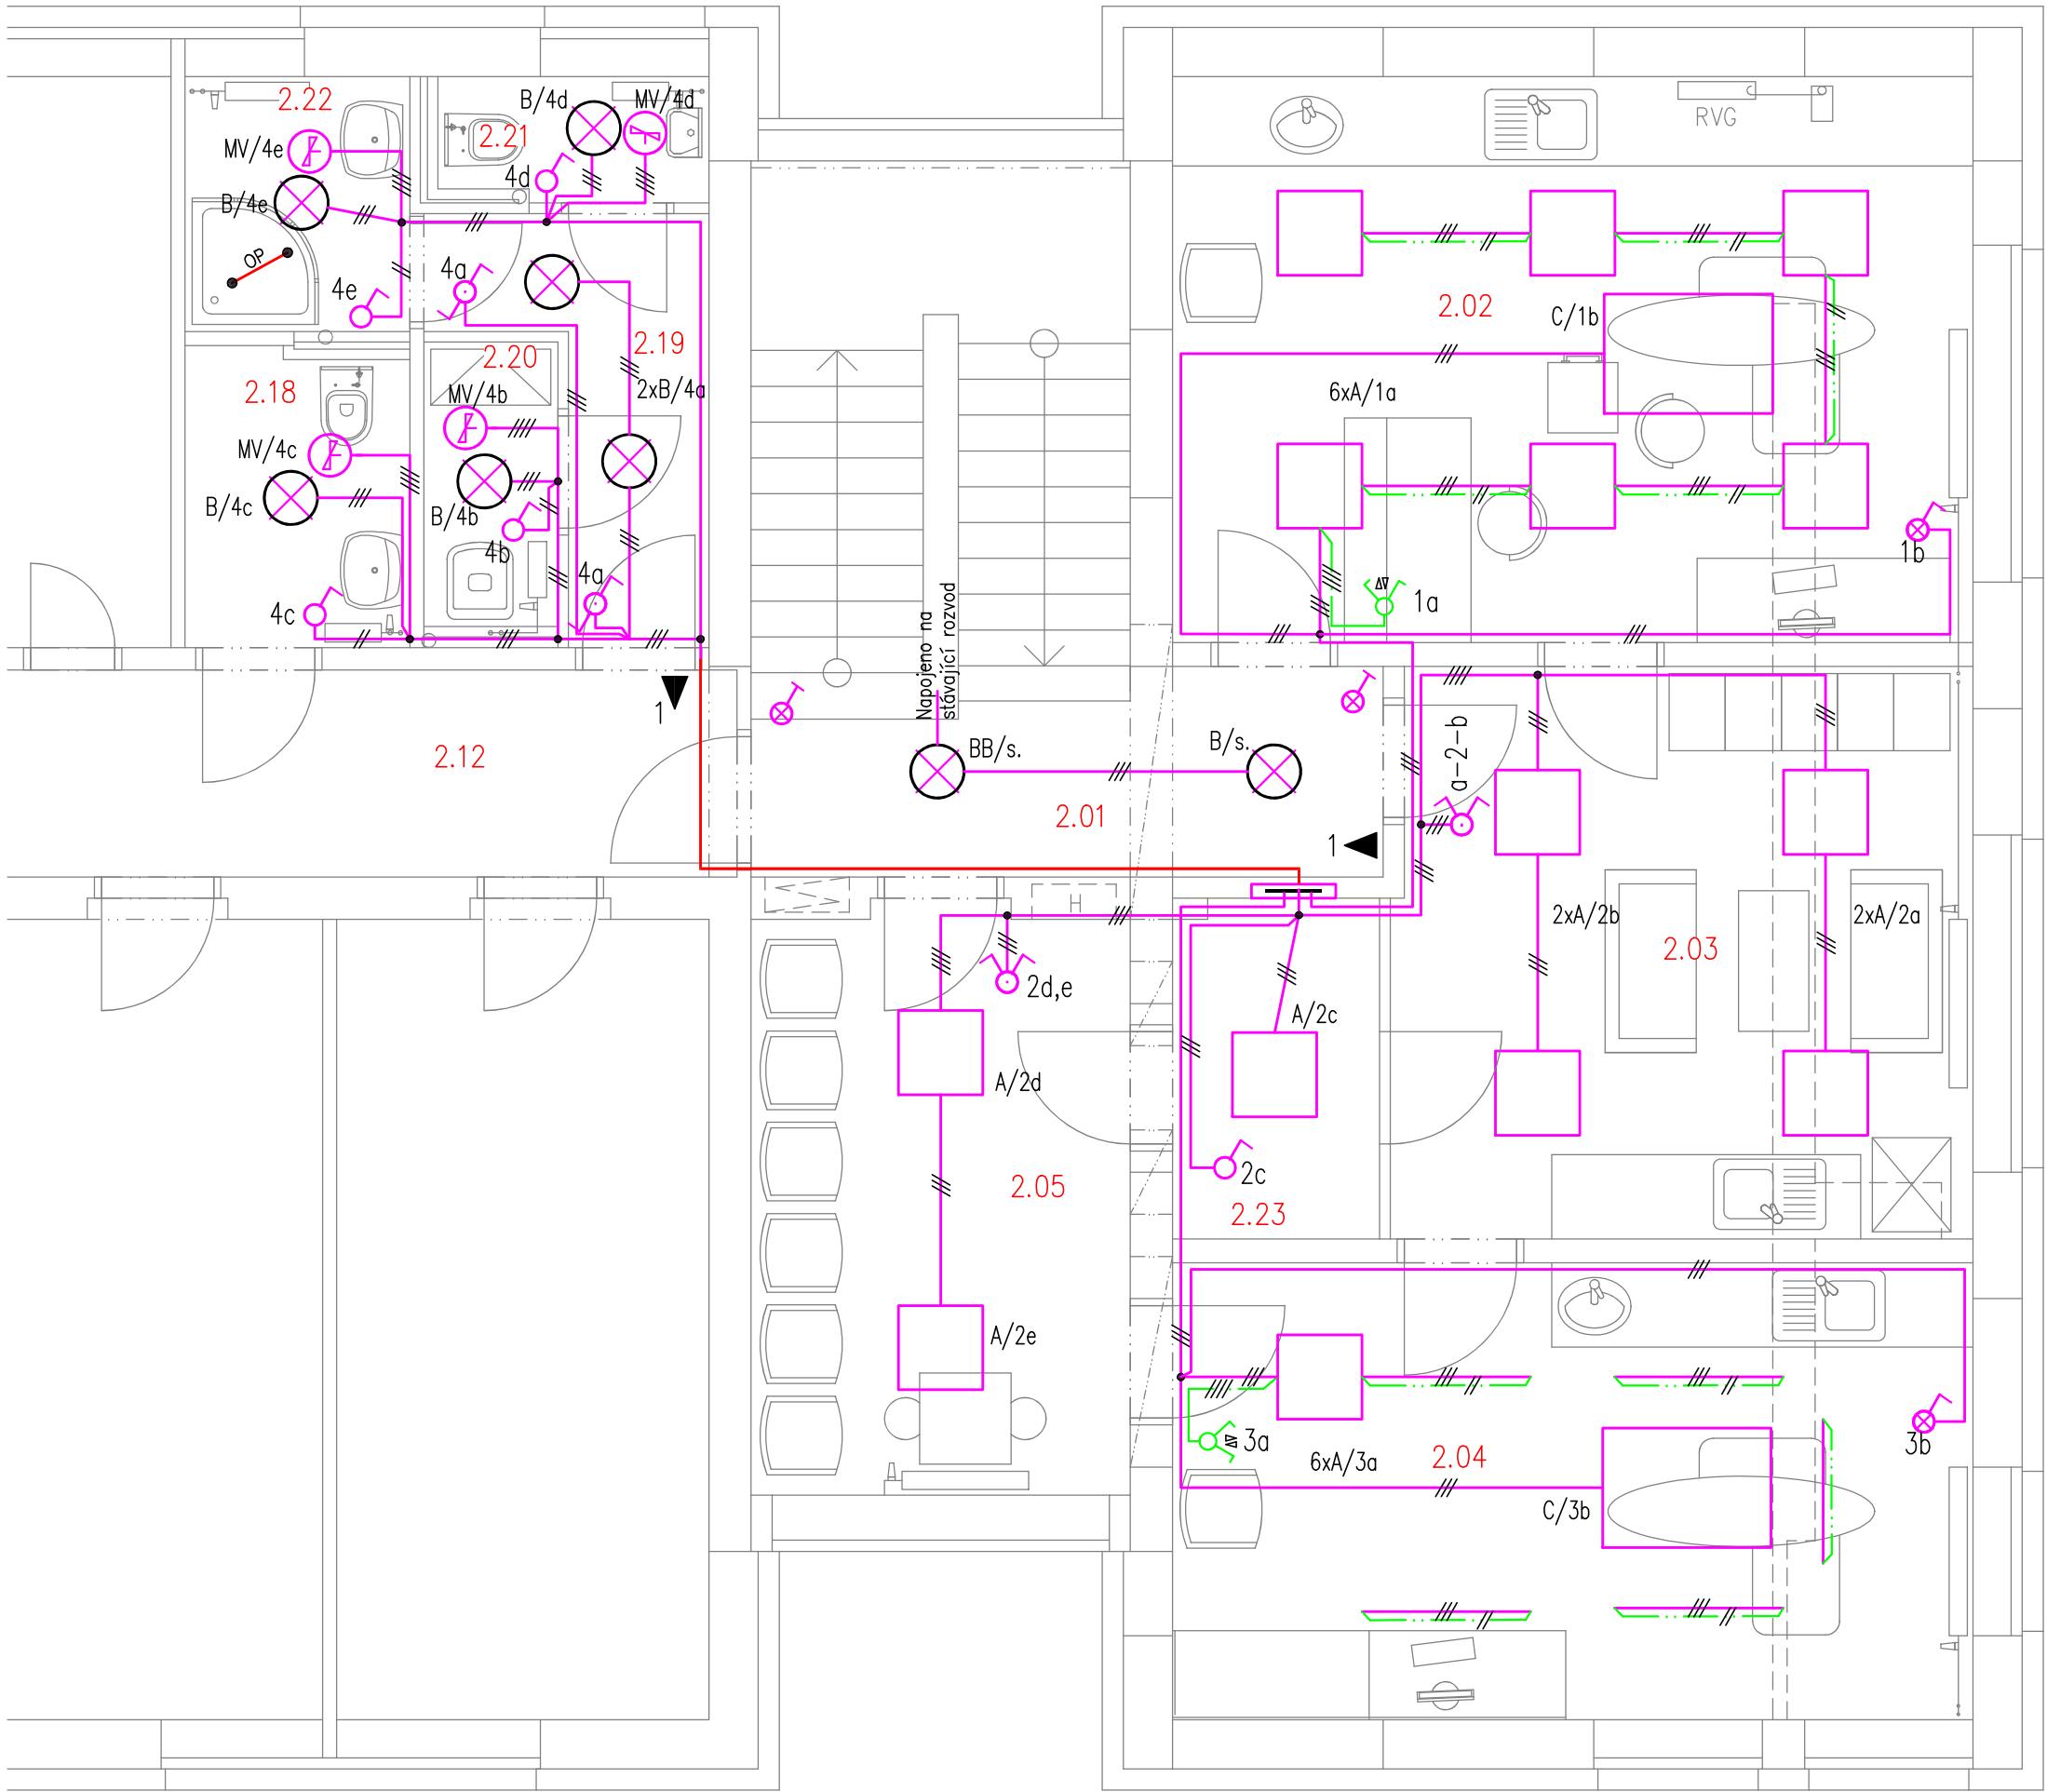 2.22
B/4d
MV/4d
2.21
RVG
MV/4e
4d
B/4e
OP
4a
4e
2.02
C/1b
2.19
2.20
2.18
MV/4b
2xB/4a
6xA/1a
MV/4c
B/4c
B/4b
4b
1b
4a
4c
1a
Napojeno na
stávající rozvod
1
2.12
BB/s.
B/s.
a-2-b
2.01
1
H
2xA/2b
2xA/2a
2.03
2d,e
A/2c
A/2d
2c
2.05
2.23
A/2e
3a
3b
6xA/3a
2.04
C/3b